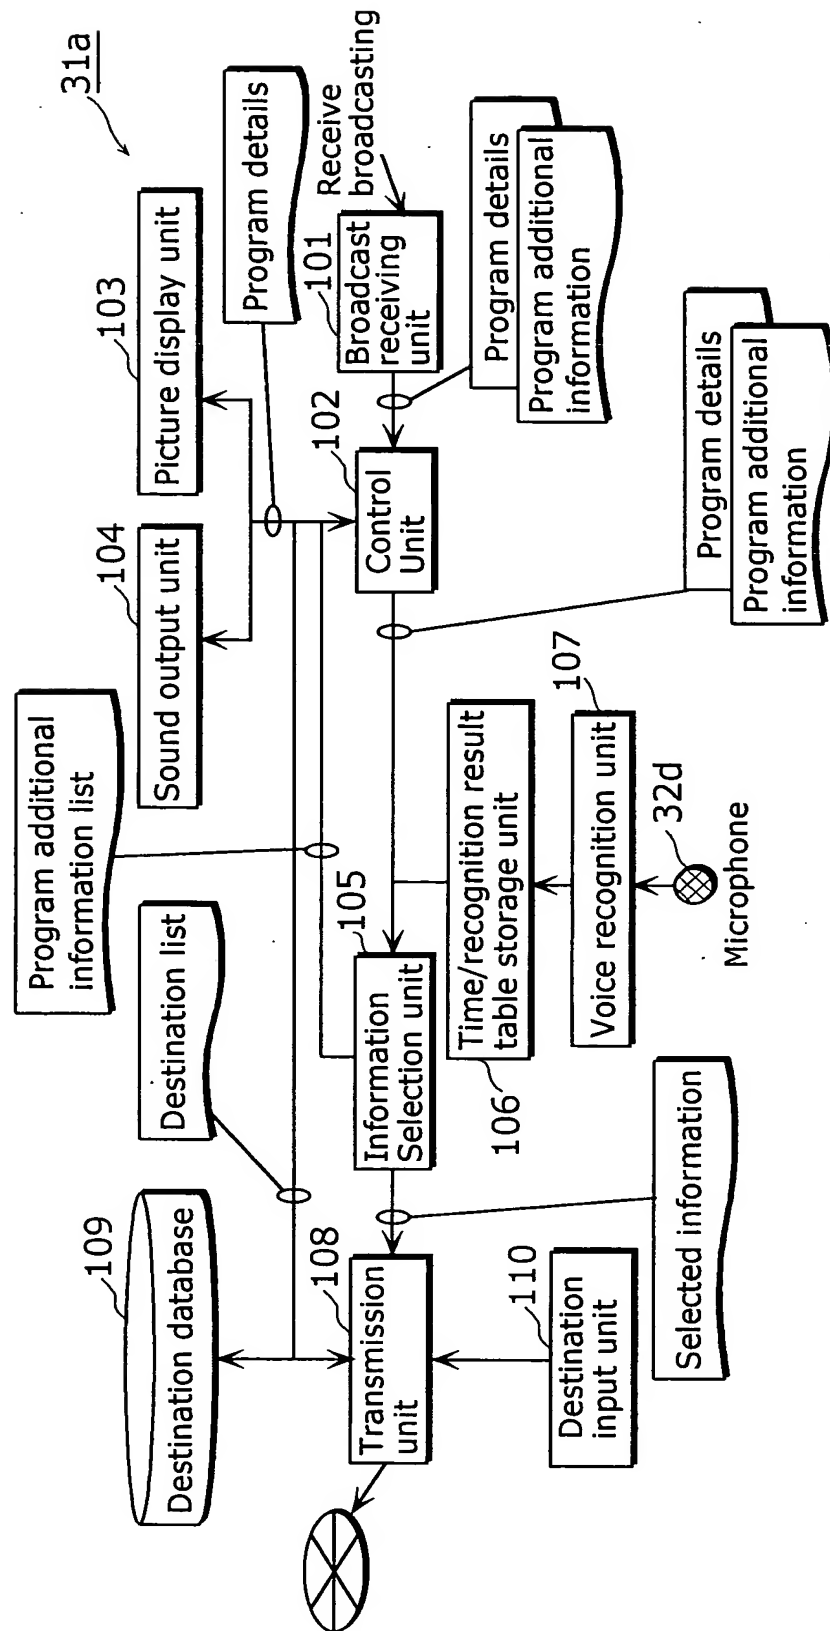 31a
109
Destination database
Destination list
Program additional
information list
104
Sound output unit
103
Picture display unit
Program details
108
Transmission
unit
105
Information
Selection unit
102
Control
Unit
101
Broadcast
receiving
unit
Receive
broadcasting
110
Destination
input unit
106
Time/recognition result
table storage unit
107
Voice recognition unit
32d
Microphone
Selected information
Program details
Program additional
information
Program details
Program additional
information